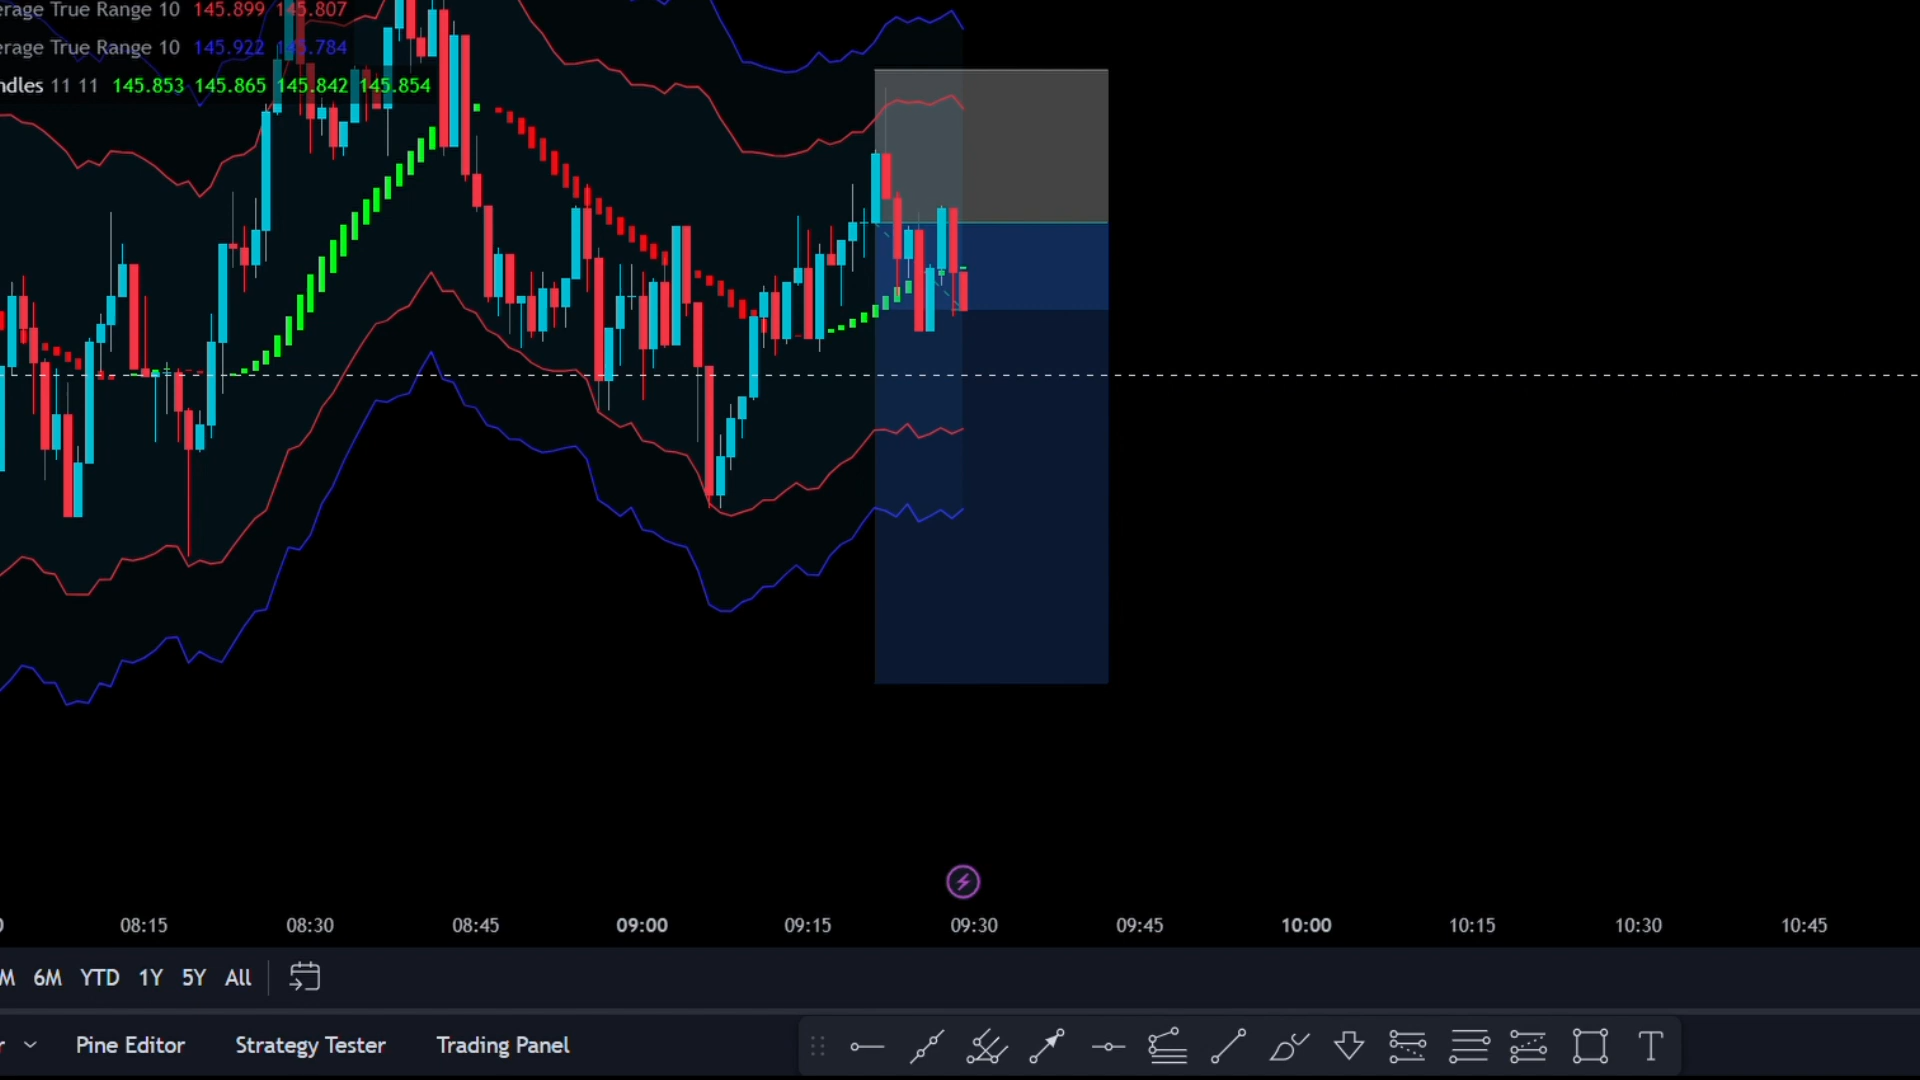 erage True Range 10 145.899 145.807
erage True Range 10 145.922 145.784
ndles 11 11 145.853 145.865 145.842 145.854
08:15 08:30 08:45 09:00 09:15 09:30 09:45 10:00 10:15 10:30 10:45
M 6M YTD 1Y 5Y All
r Pine Editor Strategy Tester Trading Panel T